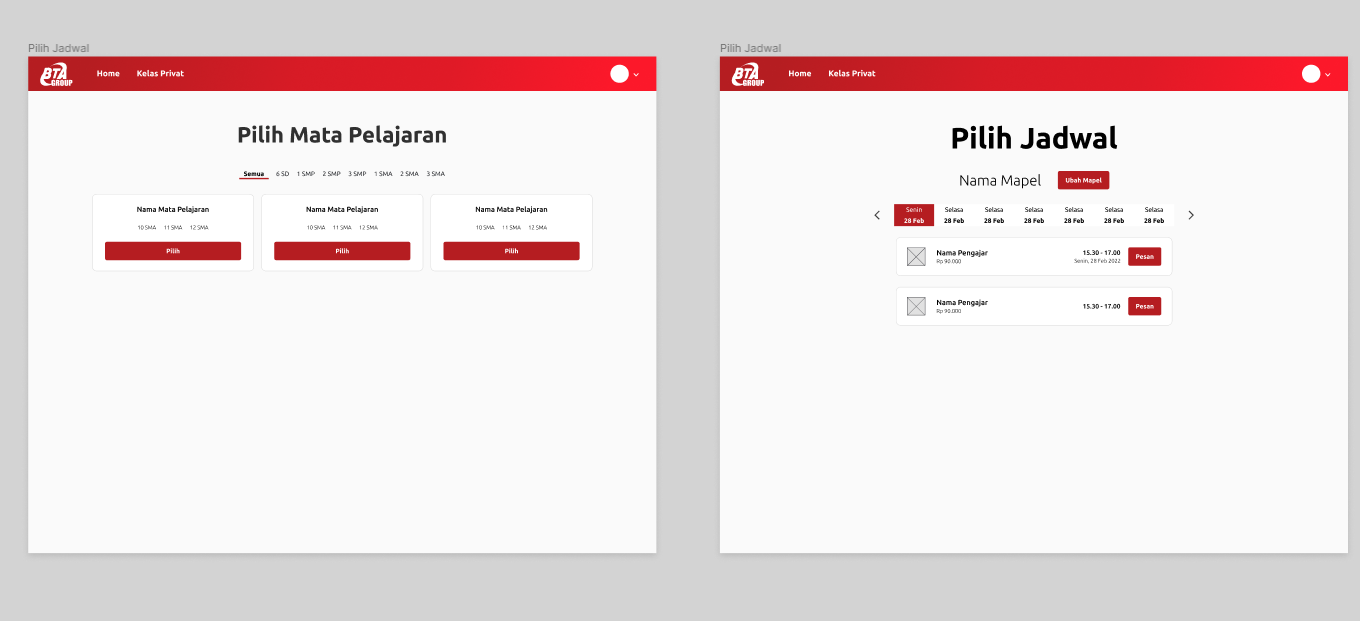 Pilih Jadwal
BTA GROUP
Home Kelas Privat
Pilih Mata Pelajaran
Semua 6 SD 1 SMP 2 SMP 3 SMP 1 SMA 2 SMA 3 SMA
Nama Mata Pelajaran
10 SMA 11 SMA 12 SMA
Pilih
Nama Mata Pelajaran
10 SMA 11 SMA 12 SMA
Pilih
Nama Mata Pelajaran
10 SMA 11 SMA 12 SMA
Pilih
Pilih Jadwal
BTA GROUP
Home Kelas Privat
Pilih Jadwal
Nama Mapel Ubah Mapel
Senin Selasa Selasa Selasa Selasa Selasa Selasa
28 Feb 28 Feb 28 Feb 28 Feb 28 Feb 28 Feb 28 Feb
Nama Pengajar 15.30 - 17.00 Pesan
Rp 90.000 Senin, 28 Feb 2022
Nama Pengajar 15.30 - 17.00 Pesan
Rp 90.000